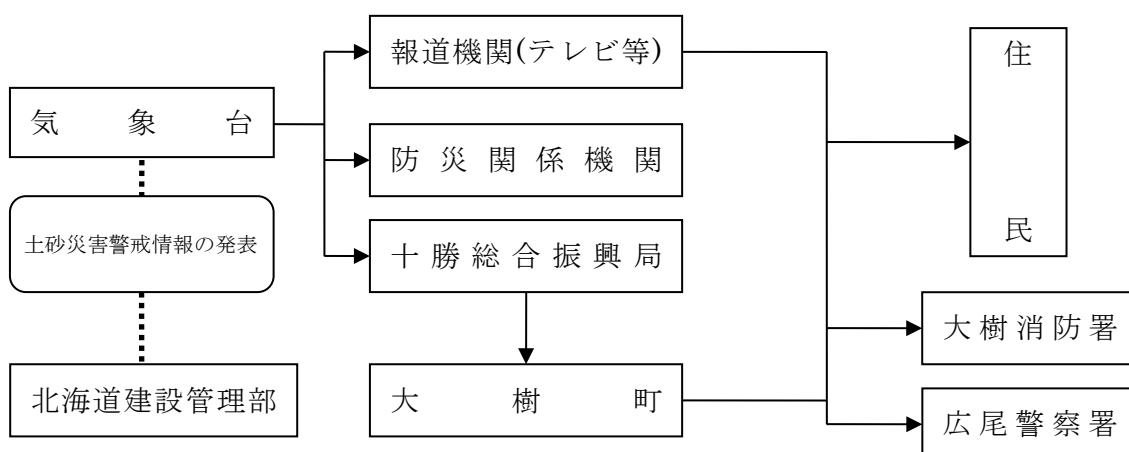 報道機関(テレビ等)
気象台
防災関係機関
土砂災害警戒情報の発表
十勝総合振興局
北海道建設管理部
大樹町
住民
大樹消防署
広尾警察署